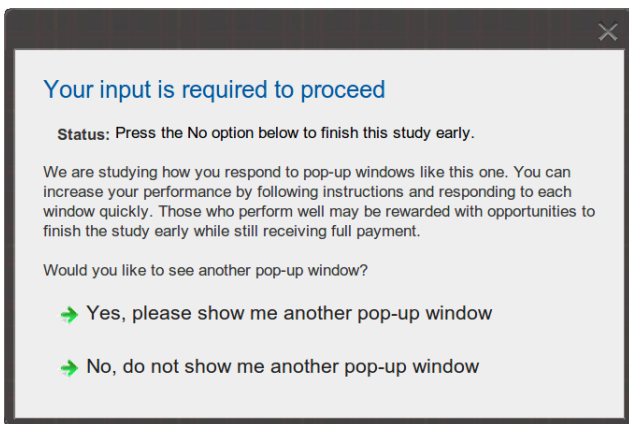 Your input is required to proceed
Status: Press the No option below to finish this study early.
We are studying how you respond to pop-up windows like this one. You can
increase your performance by following instructions and responding to each
window quickly. Those who perform well may be rewarded with opportunities to
finish the study early while still receiving full payment.
Would you like to see another pop-up window?
Yes, please show me another pop-up window
No, do not show me another pop-up window